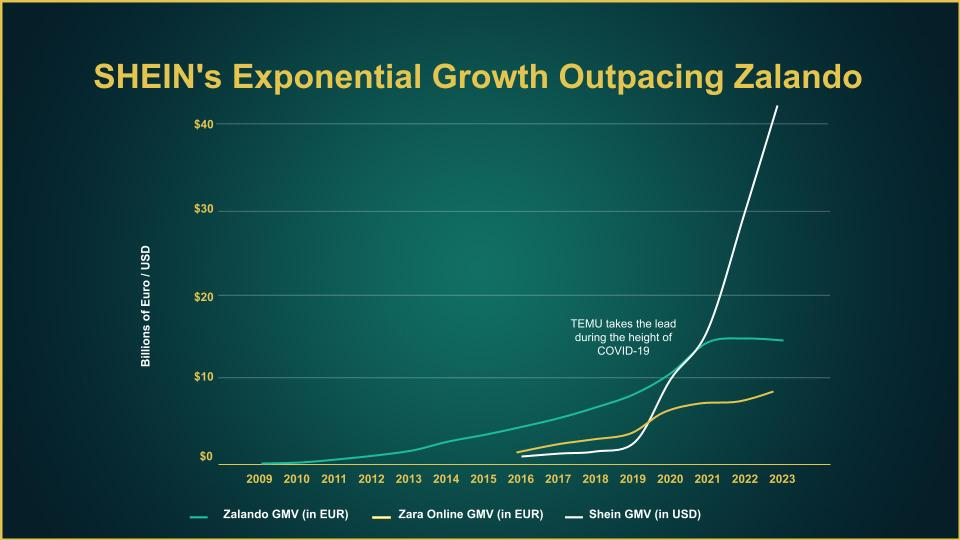 SHEIN's Exponential Growth Outpacing Zalando
$40
$30
$20
$10
$0
Billions of Euro / USD
TEMU takes the lead
during the height of
COVID-19
2009 2010 2011 2012 2013 2014 2015 2016 2017 2018 2019 2020 2021 2022 2023
Zalando GMV (in EUR) Zara Online GMV (in EUR) Shein GMV (in USD)